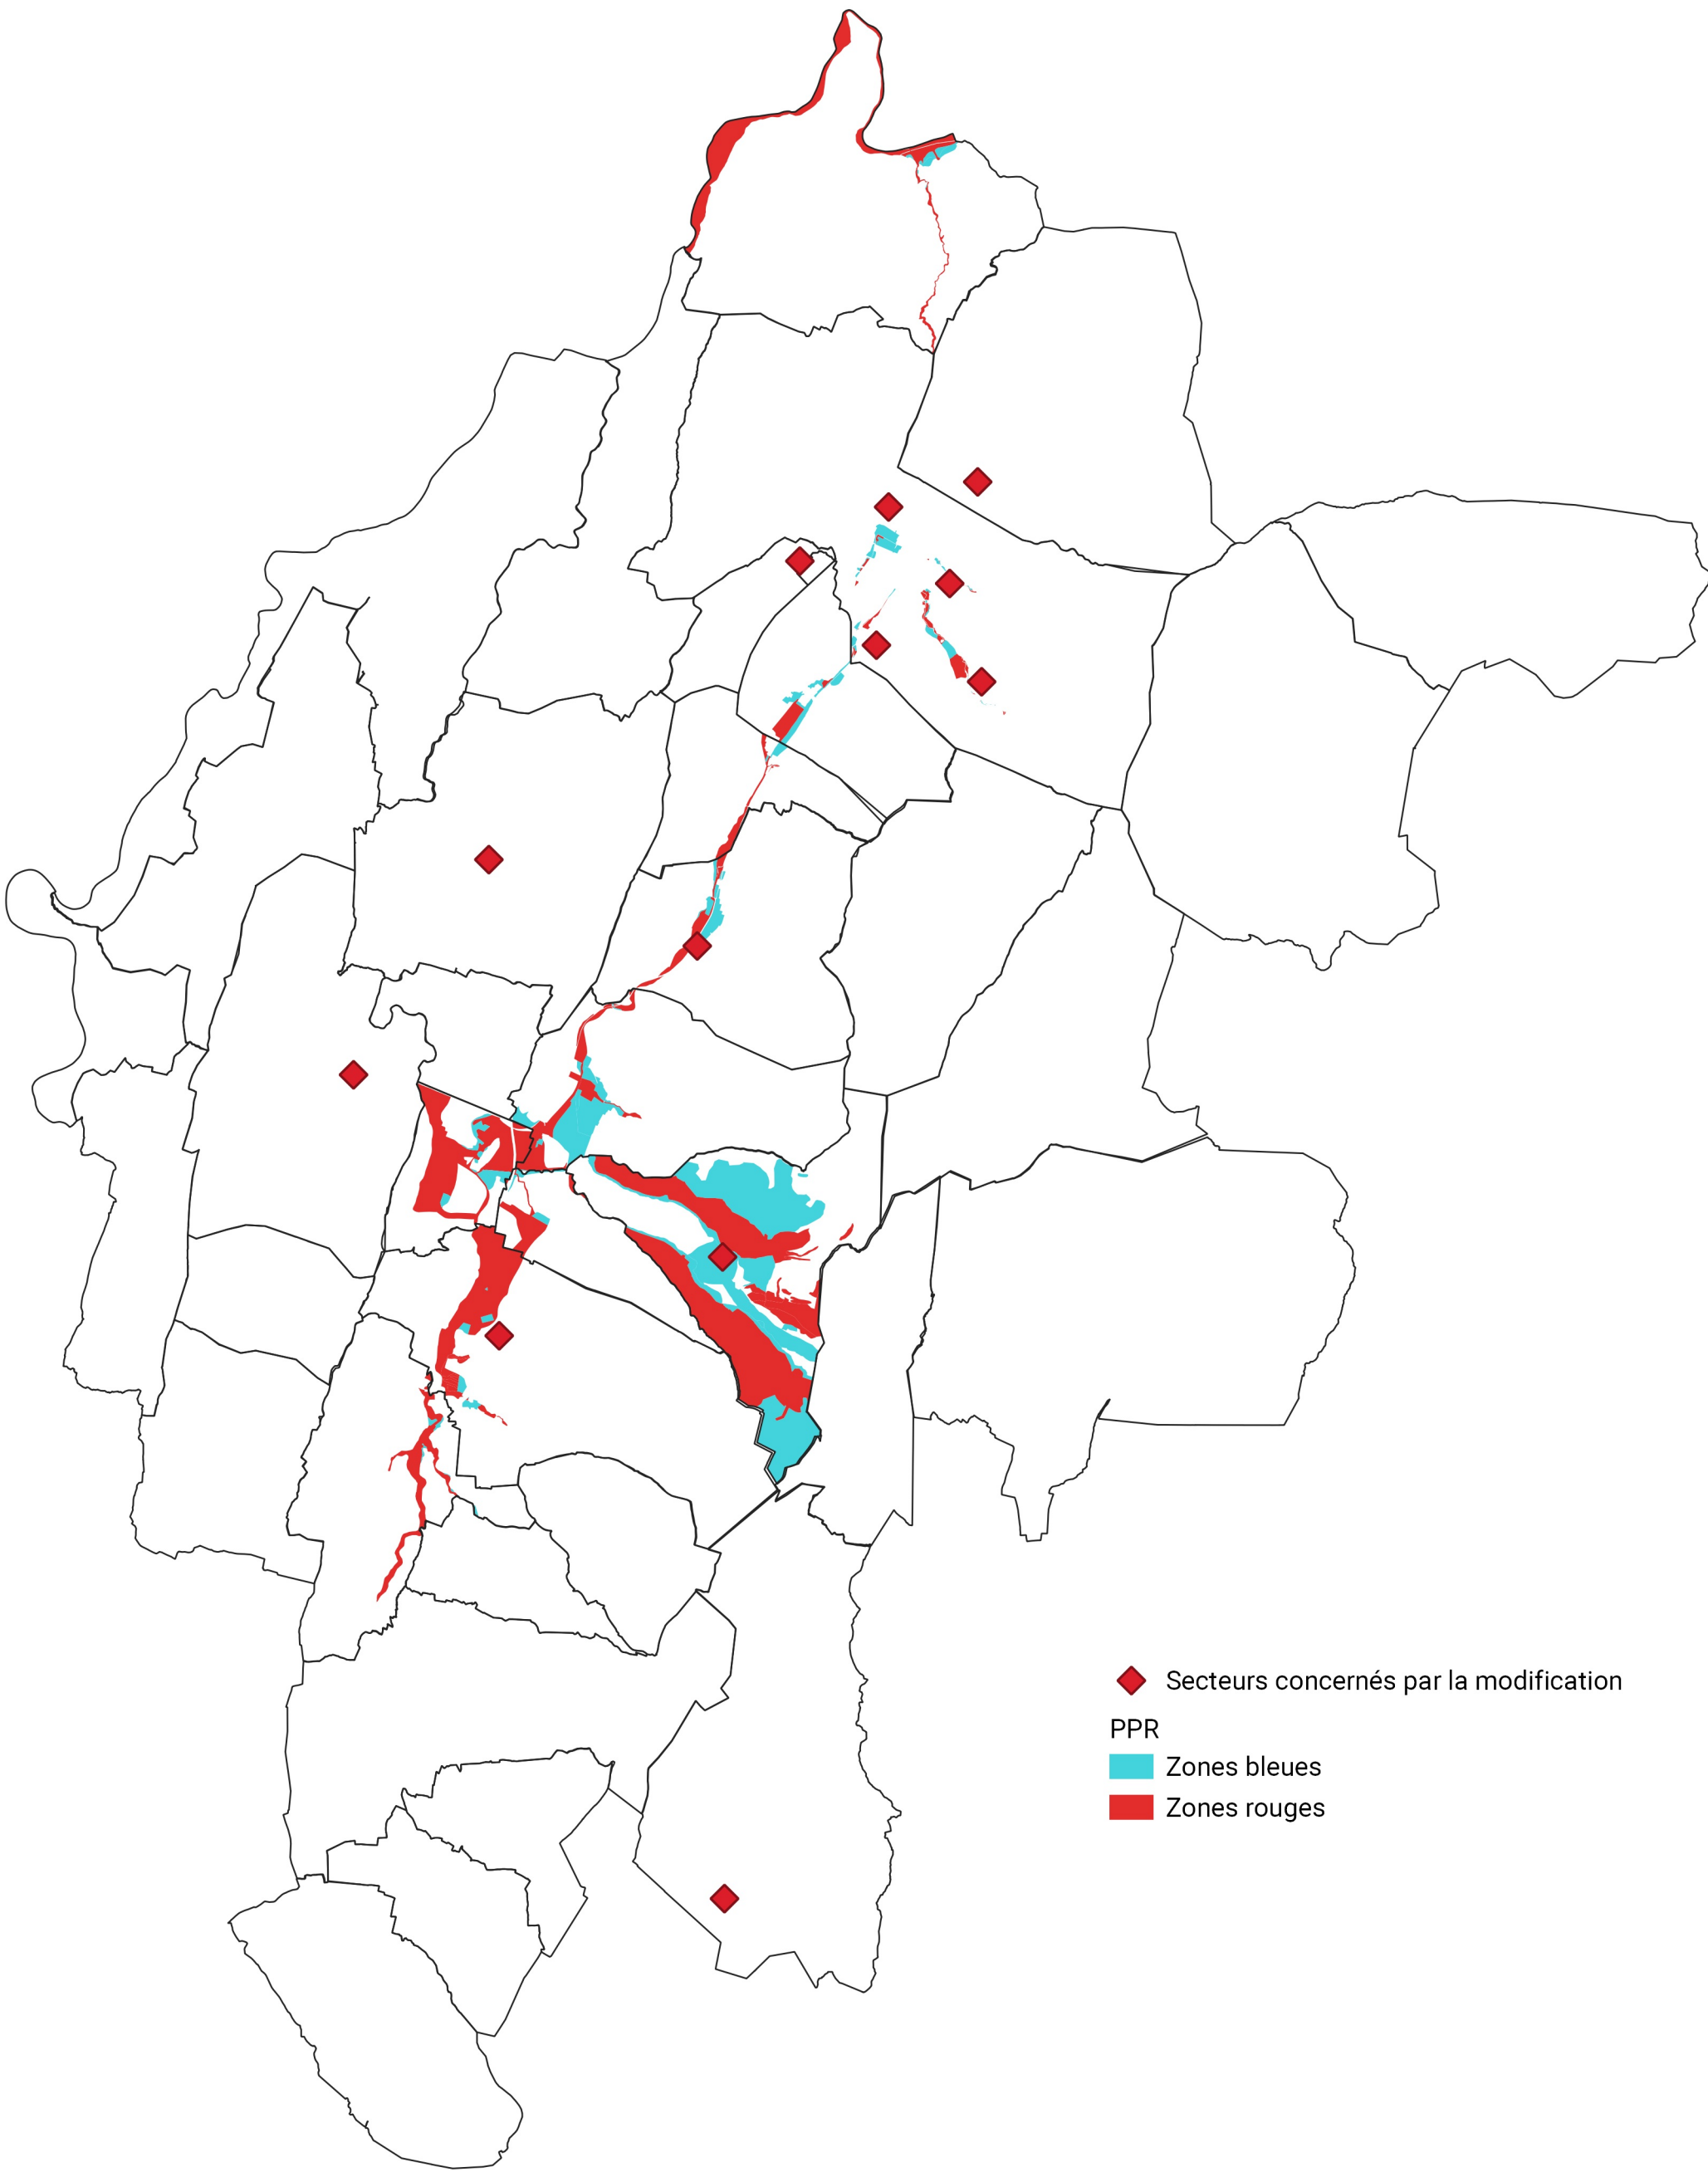 Secteurs concernés par la modification
PPR
Zones bleues
Zones rouges